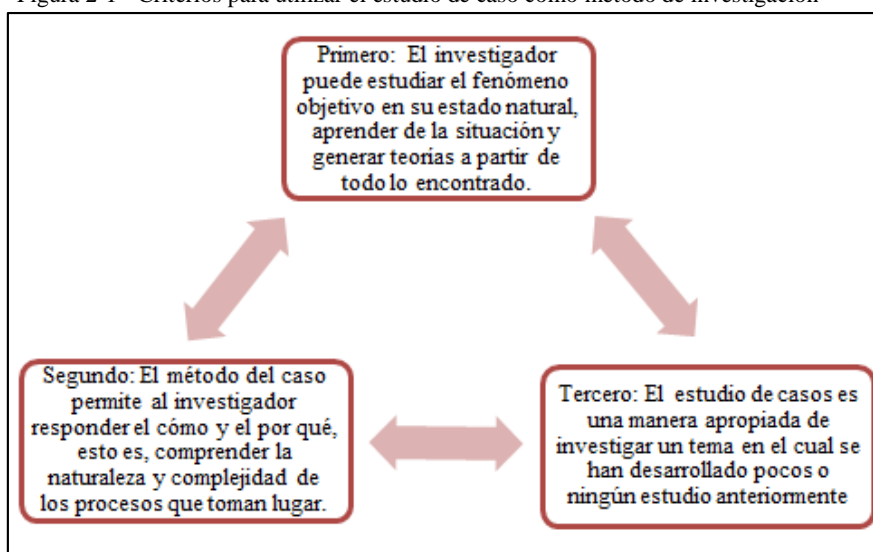 Figura 2-1 Criterios para utilizar el estudio de caso como método de investigación
Primero: El investigador
puede estudiar el fenómeno
objetivo en su estado natural,
aprender de la situación y
generar teorías a partir de
todo lo encontrado.
Segundo: El método del caso
permite al investigador
responder el cómo y el por qué,
esto es, comprender la
naturaleza y complejidad de
los procesos que toman lugar.
Tercero: El estudio de casos es
una manera apropiada de
investigar un tema en el cual se
han desarrollado pocos o
ningún estudio anteriormente